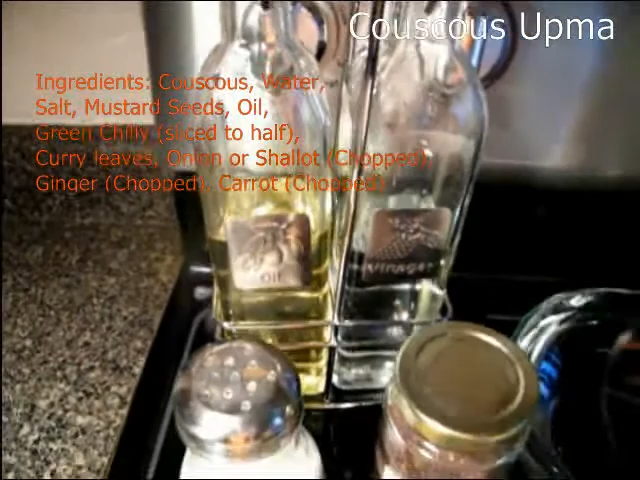 Couscous Upma
Ingredients: Couscous, Water,
Salt, Mustard Seeds, Oil,
Green Chilly (sliced to half),
Curry leaves, Onion or Shallot (Chopped)
Ginger (Chopped), Carrot (Chopped)
Oil
Vinegar